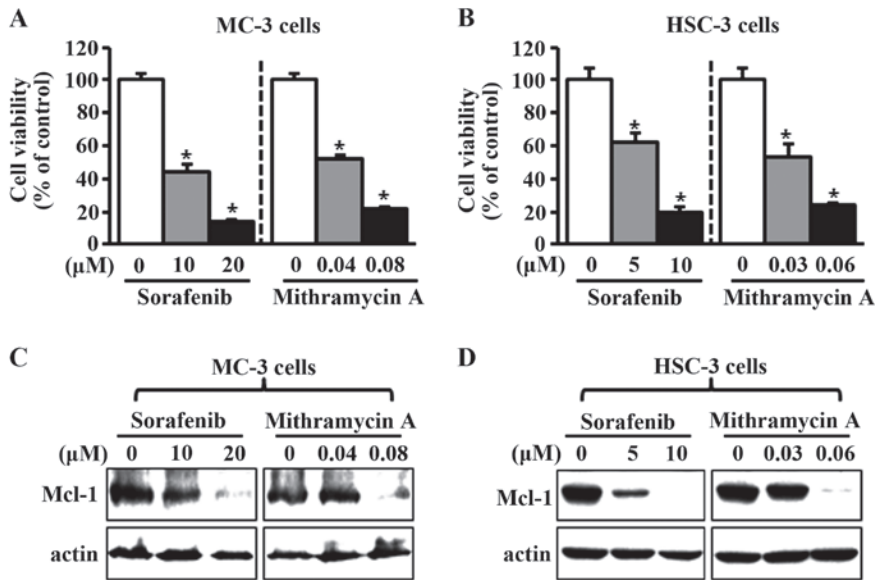 A
MC-3 cells
Cell viability
(% of control)
120
100
80
60
40
20
0
* * * *
(µM) 0 10 20 0 0.04 0.08
Sorafenib Mithramycin A
B
HSC-3 cells
Cell viability
(% of control)
120
100
80
60
40
20
0
* * * *
(µM) 0 5 10 0 0.03 0.06
Sorafenib Mithramycin A
C
MC-3 cells
Sorafenib Mithramycin A
(µM) 0 10 20 0 0.04 0.08
Mcl-1
actin
D
HSC-3 cells
Sorafenib Mithramycin A
(µM) 0 5 10 0 0.03 0.06
Mcl-1
actin